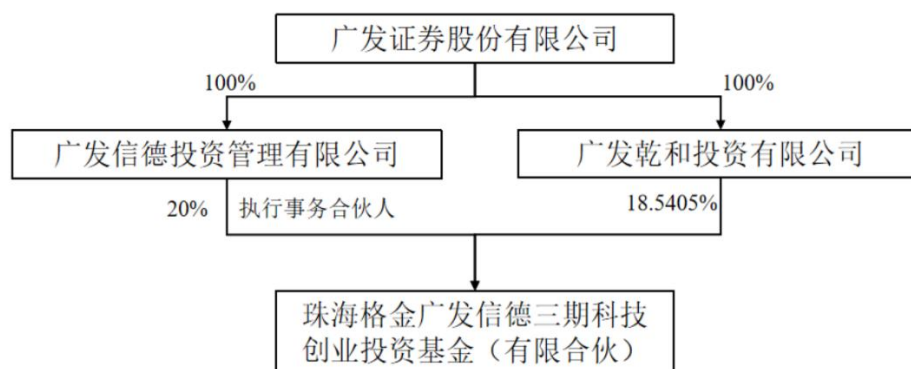 广发证券股份有限公司
100%
100%
广发信德投资管理有限公司
广发乾和投资有限公司
20%
执行事务合伙人
18.5405%
珠海格金广发信德三期科技
创业投资基金（有限合伙）